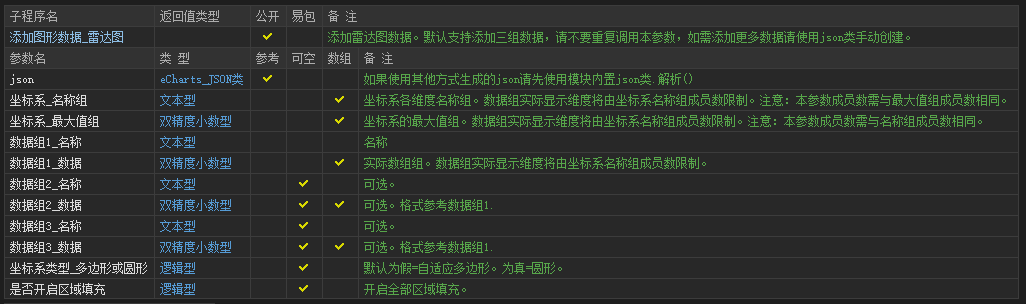 子程序名 返回值类型 公开 易包 备 注
添加图形数据_雷达图 ✓ 添加雷达图数据。默认支持添加三组数据，请不要重复调用本参数，如需添加更多数据请使用json类手动创建。
参数名 类 型 参考 可空 数组 备 注
json eCharts_JSON类 ✓ 如果使用其他方式生成的json请先使用模块内置json类.解析()
坐标系_名称组 文本型 ✓ 坐标系各维度名称组。数据组实际显示维度将由坐标系名称组成员数限制。注意：本参数成员数需与最大值组成员数相同。
坐标系_最大值组 双精度小数型 ✓ 坐标系的最大值组。数据组实际显示维度将由坐标系名称组成员数限制。注意：本参数成员数需与名称组成员数相同。
数据组1_名称 文本型 名称
数据组1_数据 双精度小数型 ✓ 实际数组组。数据组实际显示维度将由坐标系名称组成员数限制。
数据组2_名称 文本型 ✓ 可选。
数据组2_数据 双精度小数型 ✓ ✓ 可选。格式参考数据组1.
数据组3_名称 文本型 ✓ 可选。
数据组3_数据 双精度小数型 ✓ ✓ 可选。格式参考数据组1.
坐标系类型_多边形或圆形 逻辑型 ✓ 默认为假=自适应多边形。为真=圆形。
是否开启区域填充 逻辑型 ✓ 开启全部区域填充。